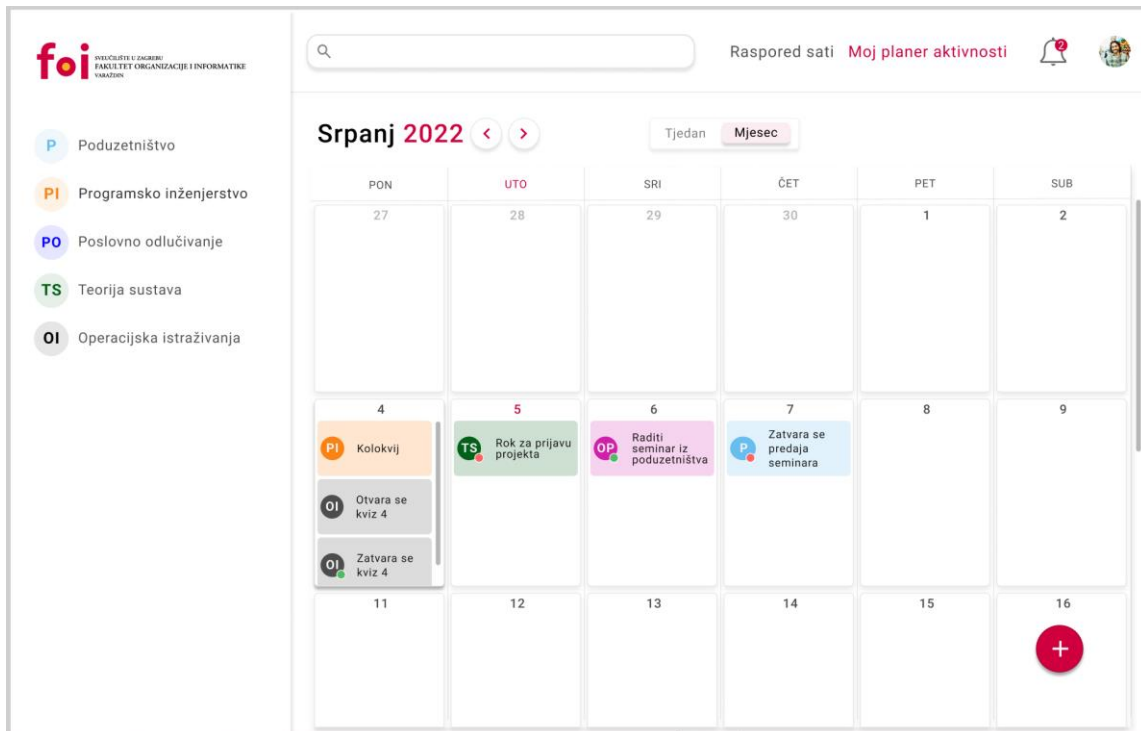 foi
SVEUČILIŠTE U ZAGREBU
FAKULTET ORGANIZACIJE I INFORMATIKE
VARAŽDIN
Raspored sati Moj planer aktivnosti
2
P Poduzetništvo
PI Programsko inženjerstvo
PO Poslovno odlučivanje
TS Teorija sustava
OI Operacijska istraživanja
Srpanj 2022 < >
Tjedan Mjesec
PON UTO SRI ČET PET SUB
27 28 29 30 1 2
4 5 6 7 8 9
PI Kolokvij
OI Otvara se
kviz 4
OI Zatvara se
kviz 4
TS Rok za prijavu
projekta
OP Raditi
seminar iz
poduzetništva
P Zatvara se
predaja
seminara
11 12 13 14 15 16
+